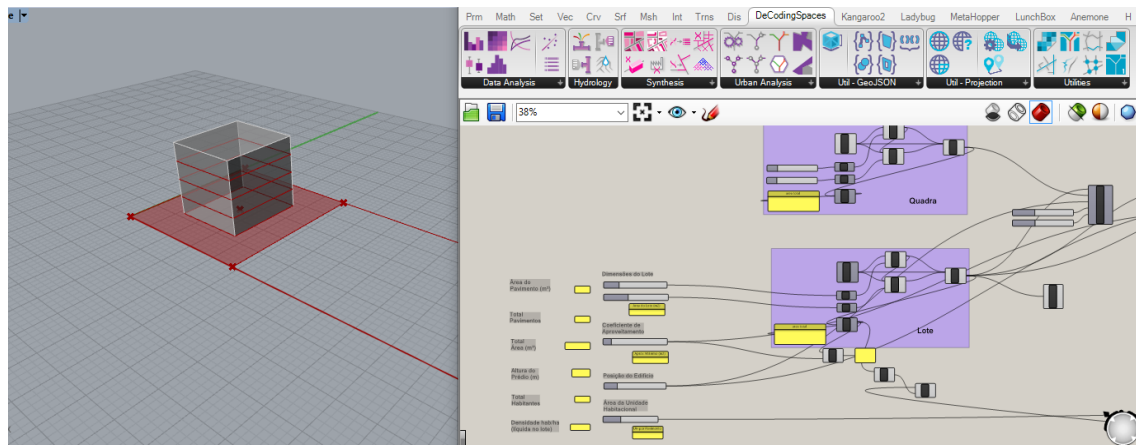 Prm Math Set Vec Crv Srf Msh Int Trns Dis DeCodingSpaces Kangaroo2 Ladybug MetaHopper LunchBox Anemone H
Data Analysis
Hydrology
Synthesis
Urban Analysis
Util - GeoJSON
Util - Projection
Utilities
38%
Quadra
Lote
Dimensões do Lote
Área do
Pavimento (m²)
Total
Pavimentos
Coeficiente de
Aproveitamento
Total
Área (m²)
Altura do
Prédio (m)
Posição do Edifício
Total
Habitantes
Área da Unidade
Habitacional
Densidade hab/ha
(líquida no lote)